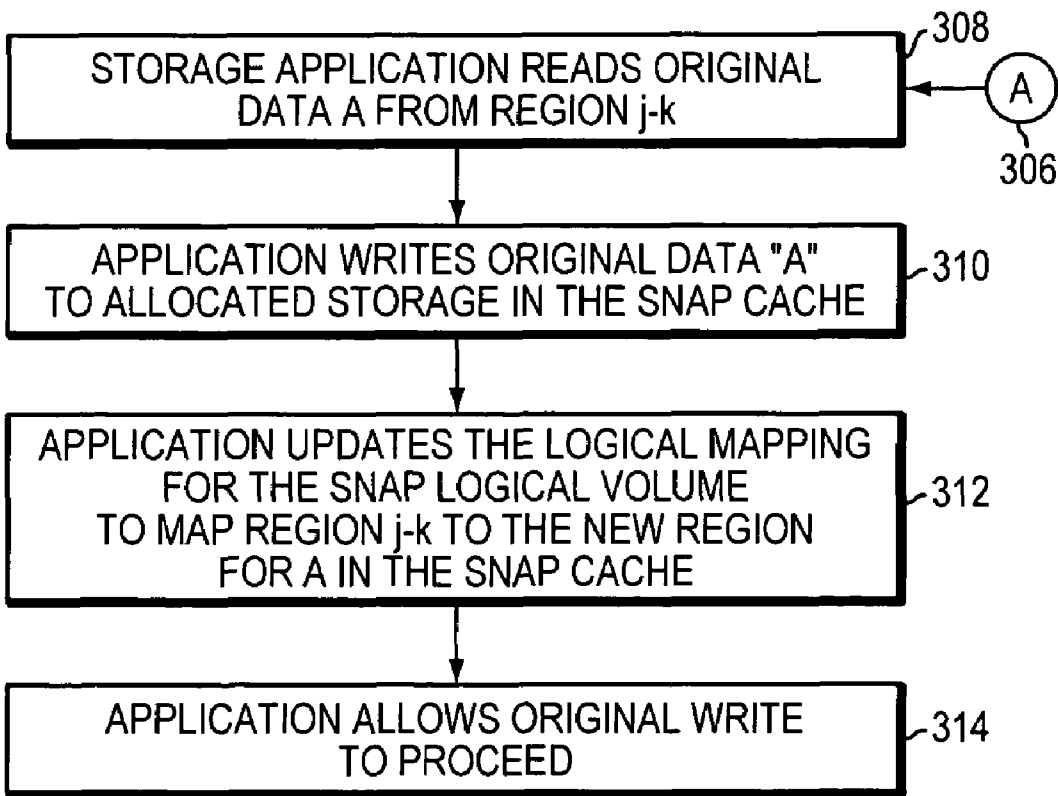 308
STORAGE APPLICATION READS ORIGINAL
DATA A FROM REGION j-k
A
306
APPLICATION WRITES ORIGINAL DATA "A"
TO ALLOCATED STORAGE IN THE SNAP CACHE
310
APPLICATION UPDATES THE LOGICAL MAPPING
FOR THE SNAP LOGICAL VOLUME
TO MAP REGION j-k TO THE NEW REGION
FOR A IN THE SNAP CACHE
312
APPLICATION ALLOWS ORIGINAL WRITE
TO PROCEED
314